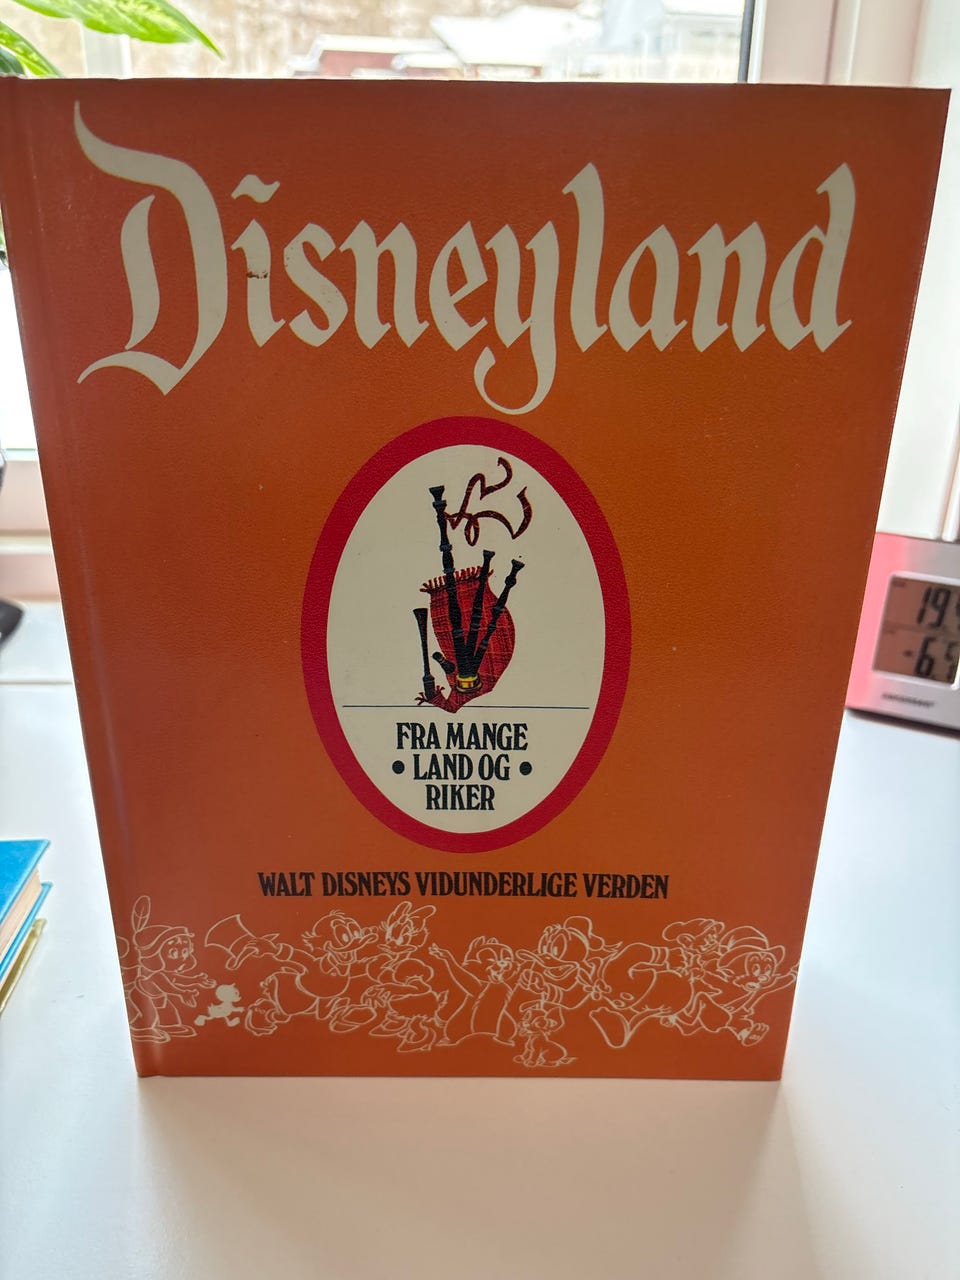 Disneyland
FRA MANGE
• LAND OG •
RIKER
WALT DISNEYS VIDUNDERLIGE VERDEN